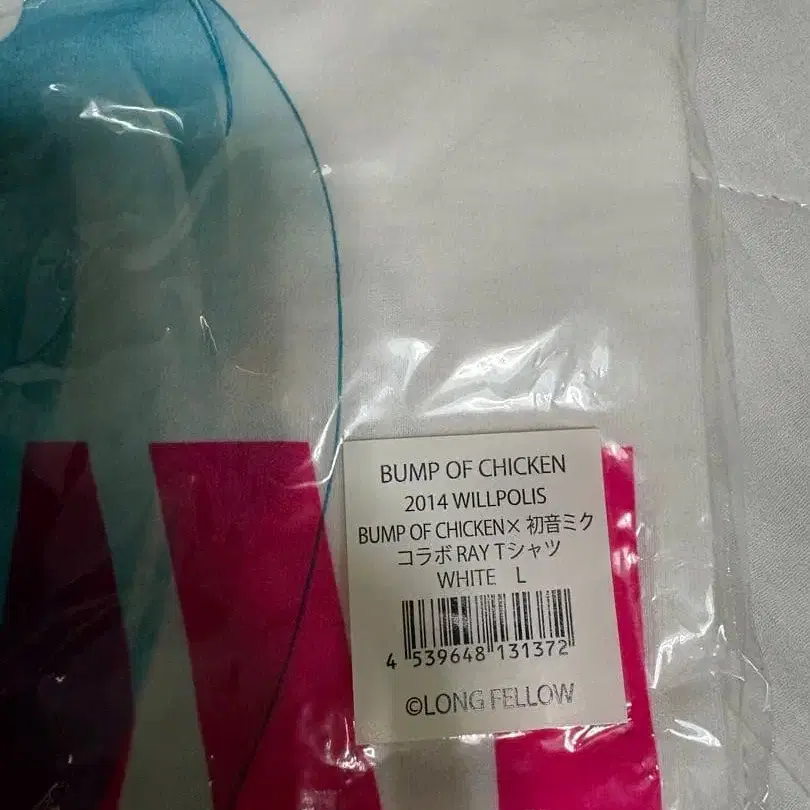 BUMP OF CHICKEN
2014 WILLPOLIS
BUMP OF CHICKEN× 初音ミク
コラボ RAY Tシャツ
WHITE L
4 539648 131372
©LONG FELLOW